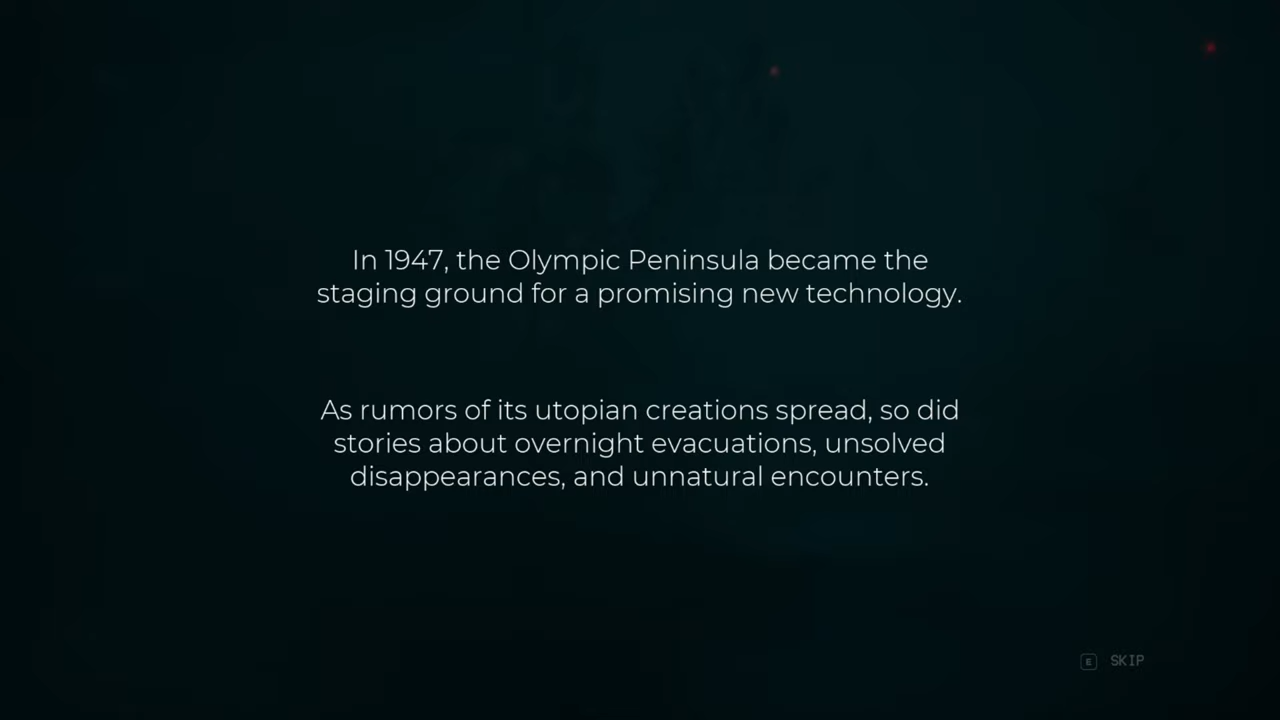 In 1947, the Olympic Peninsula became the
staging ground for a promising new technology.
As rumors of its utopian creations spread, so did
stories about overnight evacuations, unsolved
disappearances, and unnatural encounters.
E SKIP